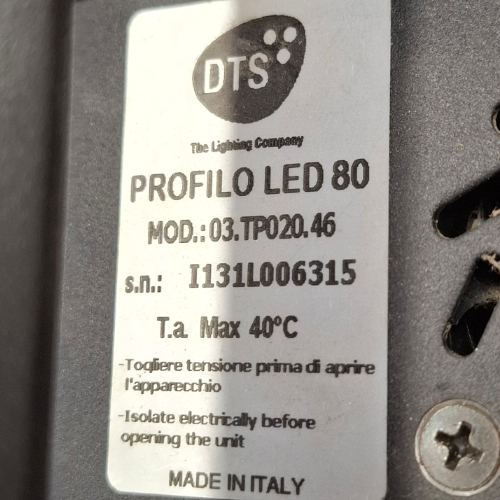 DTS
The Lighting Company
PROFILO LED 80
MOD.: 03.TP020.46
s.n.: I131L006315
T.a Max 40ºC
-Togliere tensione prima di aprire
l'apparecchio
-Isolate electrically before
opening the unit
MADE IN ITALY